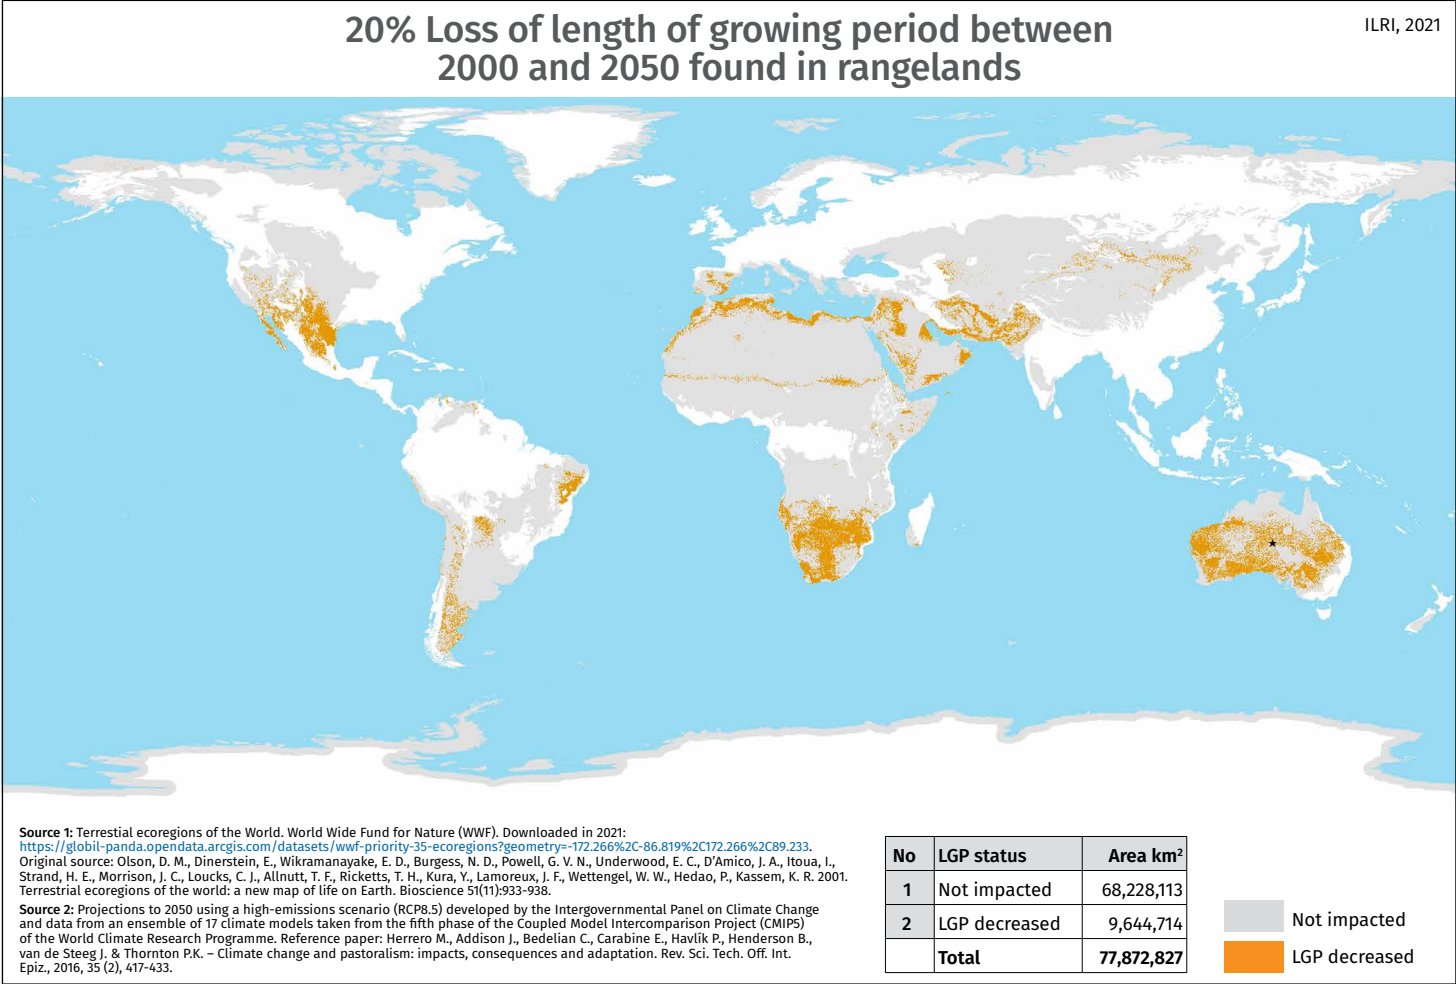 20% Loss of length of growing period between
2000 and 2050 found in rangelands
ILRI, 2021
Source 1: Terrestial ecoregions of the World. World Wide Fund for Nature (WWF). Downloaded in 2021:
https://globil-panda.opendata.arcgis.com/datasets/wwf-priority-35-ecoregions?geometry=-172.266%2C-86.819%2C172.266%2C89.233.
Original source: Olson, D. M., Dinerstein, E., Wikramanayake, E. D., Burgess, N. D., Powell, G. V. N., Underwood, E. C., D’Amico, J. A., Itoua, I.,
Strand, H. E., Morrison, J. C., Loucks, C. J., Allnutt, T. F., Ricketts, T. H., Kura, Y., Lamoreux, J. F., Wettengel, W. W., Hedao, P., Kassem, K. R. 2001.
Terrestrial ecoregions of the world: a new map of life on Earth. Bioscience 51(11):933-938.
Source 2: Projections to 2050 using a high-emissions scenario (RCP8.5) developed by the Intergovernmental Panel on Climate Change
and data from an ensemble of 17 climate models taken from the fifth phase of the Coupled Model Intercomparison Project (CMIP5)
of the World Climate Research Programme. Reference paper: Herrero M., Addison J., Bedelian C., Carabine E., Havlík P., Henderson B.,
van de Steeg J. & Thornton P.K. – Climate change and pastoralism: impacts, consequences and adaptation. Rev. Sci. Tech. Off. Int.
Epiz., 2016, 35 (2), 417-433.
No LGP status Area km²
1 Not impacted 68,228,113
2 LGP decreased 9,644,714
Total 77,872,827
Not impacted
LGP decreased